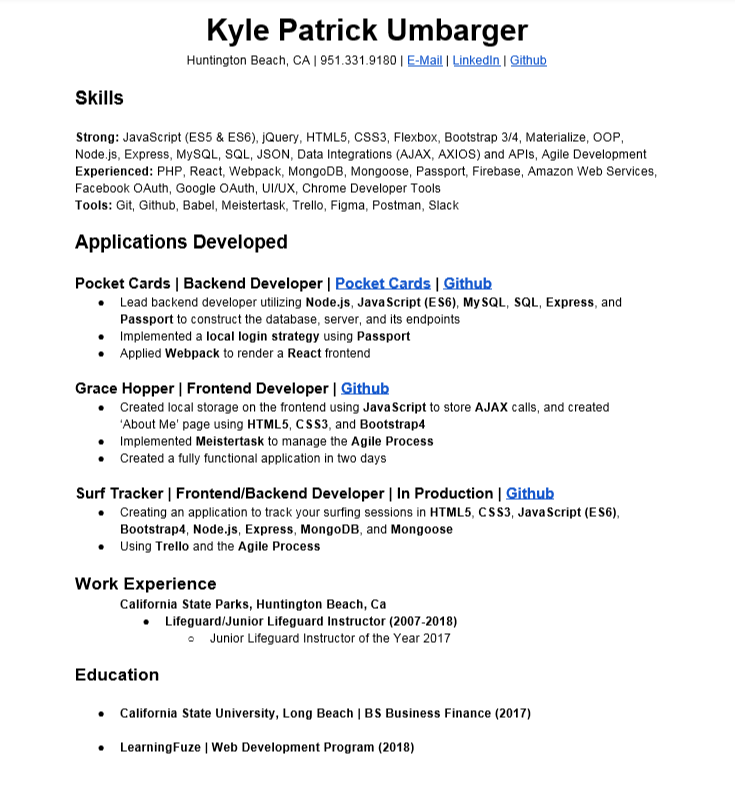 Kyle Patrick Umbarger
Huntington Beach, CA | 951.331.9180 | E-Mail | LinkedIn | Github
Skills
Strong: JavaScript (ES5 & ES6), jQuery, HTML5, CSS3, Flexbox, Bootstrap 3/4, Materialize, OOP,
Node.js, Express, MySQL, SQL, JSON, Data Integrations (AJAX, AXIOS) and APIs, Agile Development
Experienced: PHP, React, Webpack, MongoDB, Mongoose, Passport, Firebase, Amazon Web Services,
Facebook OAuth, Google OAuth, UI/UX, Chrome Developer Tools
Tools: Git, Github, Babel, Meistertask, Trello, Figma, Postman, Slack
Applications Developed
Pocket Cards | Backend Developer | Pocket Cards | Github
● Lead backend developer utilizing Node.js, JavaScript (ES6), MySQL, SQL, Express, and
Passport to construct the database, server, and its endpoints
● Implemented a local login strategy using Passport
● Applied Webpack to render a React frontend
Grace Hopper | Frontend Developer | Github
● Created local storage on the frontend using JavaScript to store AJAX calls, and created
‘About Me’ page using HTML5, CSS3, and Bootstrap4
● Implemented Meistertask to manage the Agile Process
● Created a fully functional application in two days
Surf Tracker | Frontend/Backend Developer | In Production | Github
● Creating an application to track your surfing sessions in HTML5, CSS3, JavaScript (ES6),
Bootstrap4, Node.js, Express, MongoDB, and Mongoose
● Using Trello and the Agile Process
Work Experience
California State Parks, Huntington Beach, Ca
● Lifeguard/Junior Lifeguard Instructor (2007-2018)
○ Junior Lifeguard Instructor of the Year 2017
Education
● California State University, Long Beach | BS Business Finance (2017)
● LearningFuze | Web Development Program (2018)